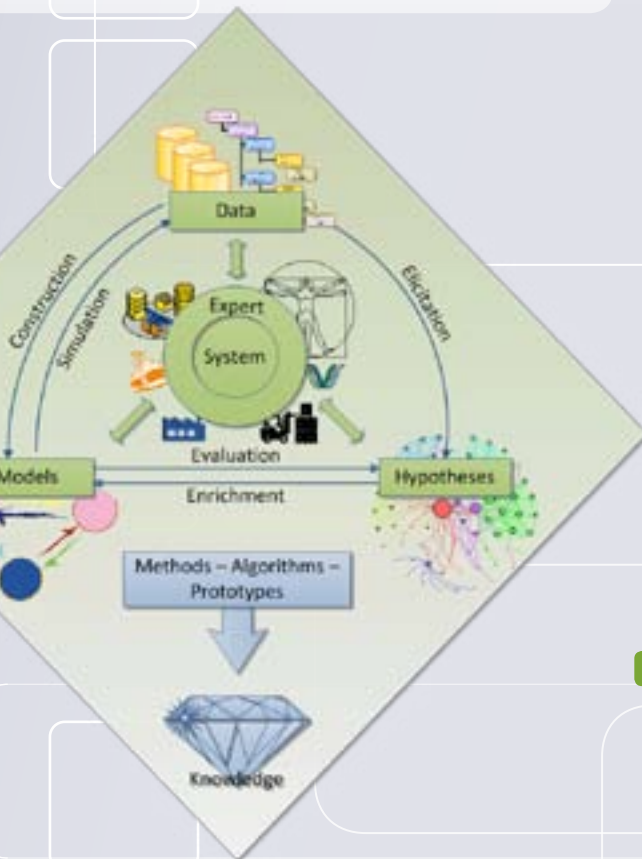 Data
Construction
Simulation
Elicitation
Expert
System
Evaluation
Models
Hypotheses
Enrichment
Methods – Algorithms –
Prototypes
Knowledge